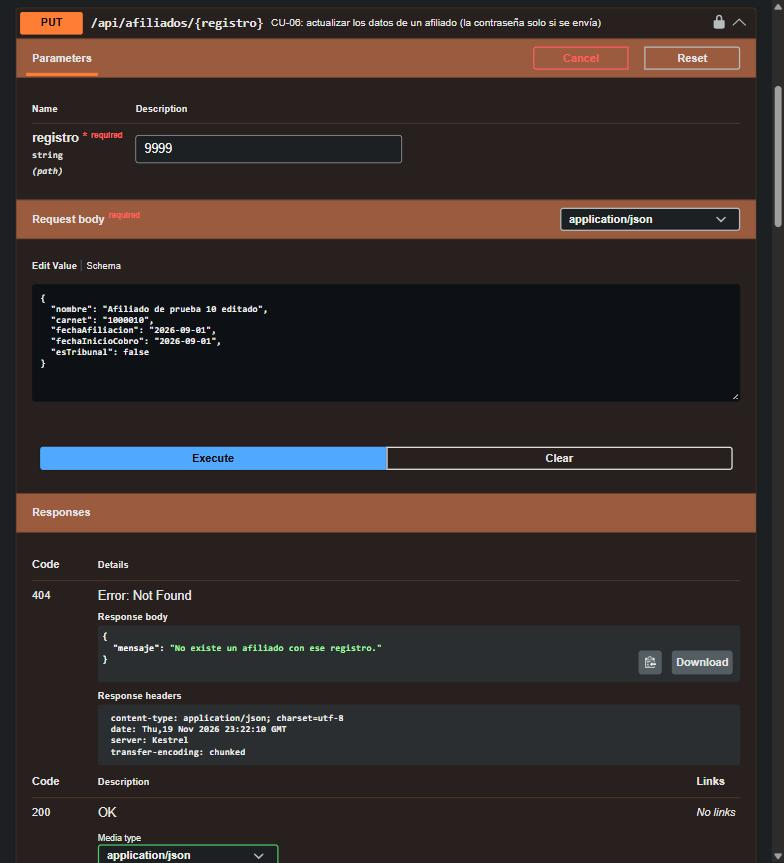 PUT /api/afiliados/{registro} CU-06: actualizar los datos de un afiliado (la contraseña solo si se envía)
Parameters Cancel Reset
Name Description
registro * required 9999
string
(path)
Request body required application/json
Edit Value | Schema
{
"nombre": "Afiliado de prueba 10 editado",
"carnet": "1000010",
"fechaAfiliacion": "2026-09-01",
"fechaInicioCobro": "2026-09-01",
"esTribunal": false
}
Execute Clear
Responses
Code Details
404 Error: Not Found
Response body
{
"mensaje": "No existe un afiliado con ese registro."
}
Download
Response headers
content-type: application/json; charset=utf-8
date: Thu,19 Nov 2026 23:22:10 GMT
server: Kestrel
transfer-encoding: chunked
Code Description Links
200 OK No links
Media type
application/json